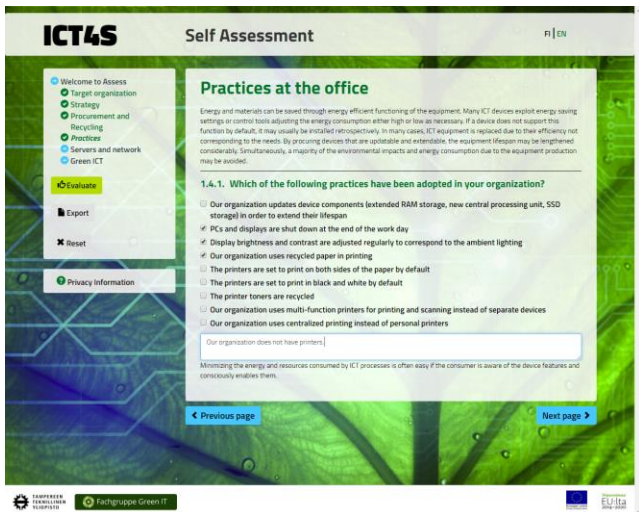 ICT4S
Self Assessment
FI | EN
Welcome to Assess
Target organization
Strategy
Procurement and
Recycling
Practices
Servers and network
Green ICT
Evaluate
Export
Reset
Privacy Information
Practices at the office
Energy and materials can be saved through energy efficient functioning of the equipment. Many ICT devices exploit energy saving
settings or control tools adjusting the energy consumption either high or low as necessary. If a device does not support this
function by default, it may usually be installed retrospectively. In many cases, ICT equipment is replaced due to their efficiency not
corresponding to the needs. By procuring devices that are updatable and extendable, the equipment lifespan may be lengthened
considerably. Simultaneously, a majority of the environmental impacts and energy consumption due to the equipment production
may be avoided.
1.4.1. Which of the following practices have been adopted in your organization?
Our organization updates device components (extended RAM storage, new central processing unit, SSD
storage) in order to extend their lifespan
PCs and displays are shut down at the end of the work day
Display brightness and contrast are adjusted regularly to correspond to the ambient lighting
Our organization uses recycled paper in printing
The printers are set to print on both sides of the paper by default
The printers are set to print in black and white by default
The printer toners are recycled
Our organization uses multi-function printers for printing and scanning instead of separate devices
Our organization uses centralized printing instead of personal printers
Our organization does not have printers.
Minimizing the energy and resources consumed by ICT processes is often easy if the consumer is aware of the device features and
consciously enables them.
Previous page
Next page
TAMPEREEN
TEKNILLINEN
YLIOPISTO
Fachgruppe Green IT
EU:lta
2014-2020